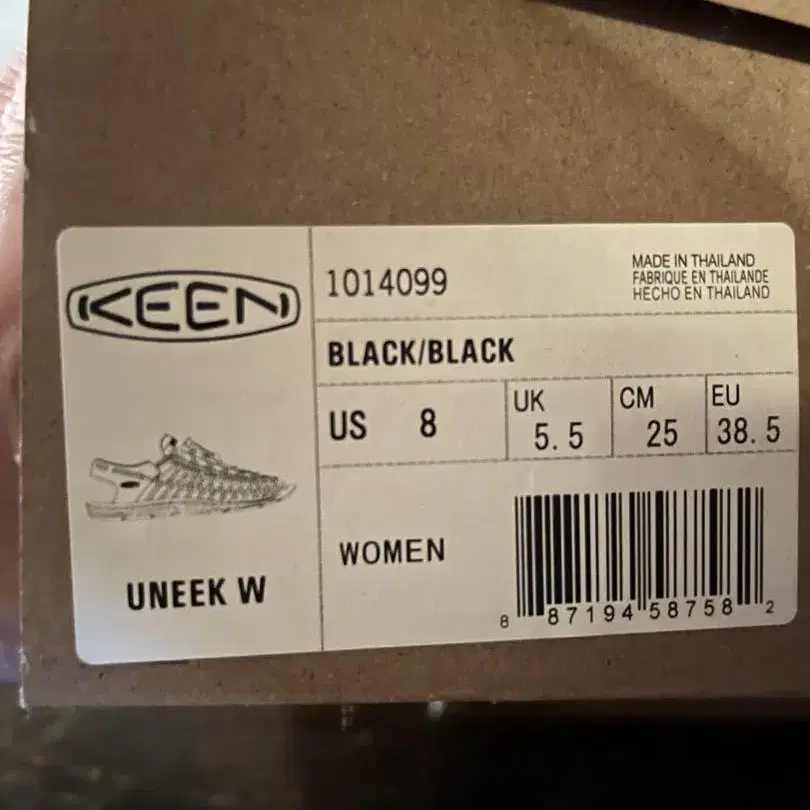 KEEN
UNEEK W
1014099
MADE IN THAILAND
FABRIQUE EN THAILANDE
HECHO EN THAILAND
BLACK/BLACK
US 8
UK 5.5
CM 25
EU 38.5
WOMEN
8 87194 58758 2